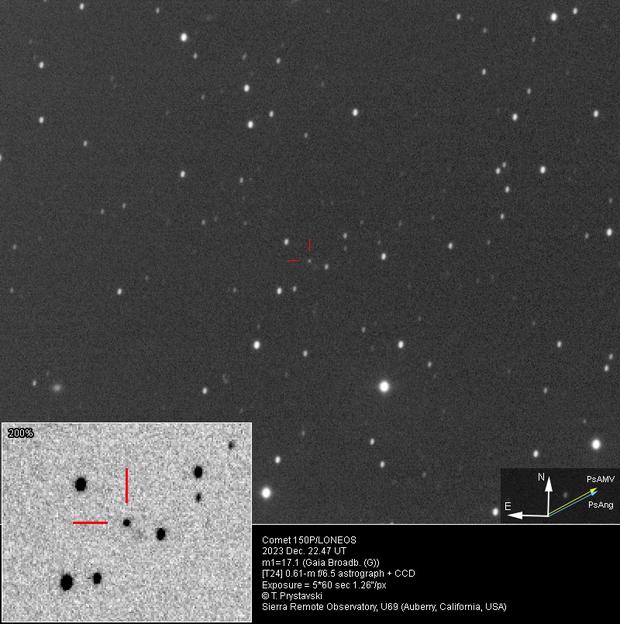 200%
N
PsAMV
E
PsAng
Comet 150P/LONEOS
2023 Dec. 22.47 UT
m1=17.1 (Gaia Broadb. (G))
[T24] 0.61-m f/6.5 astrograph + CCD
Exposure = 5*60 sec 1.26"/px
© T. Prystavski
Sierra Remote Observatory, U69 (Auberry, California, USA)